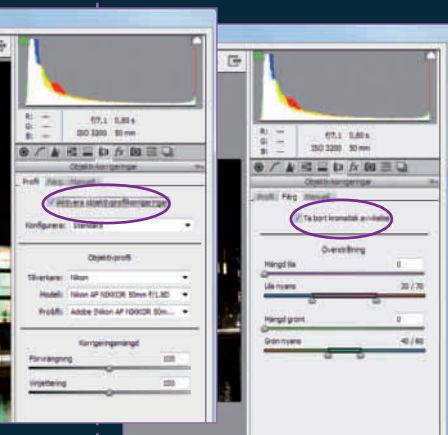 R: ---
G: ---
B: ---
f/7,1 0,80 s
ISO 3200 50 mm
Objektivkorrigeringar
Profil Färg Manuell
Aktivera objektivprofilkorrigeringar
Konfigurera: Standard
Objektivprofil
Tillverkare: Nikon
Modell: Nikon AF NIKKOR 50mm f/1.8D
Profil: Adobe (Nikon AF NIKKOR 50m...
Korrigeringsmängd
Förvrängning 100
Vinjettering 100
R: ---
G: ---
B: ---
f/7,1 0,80 s
ISO 3200 50 mm
Objektivkorrigeringar
Profil Färg Manuell
Ta bort kromatisk avvikelse
Överstrålning
Mängd lila 0
Lila nyans 30 / 70
Mängd grönt 0
Grön nyans 40 / 60